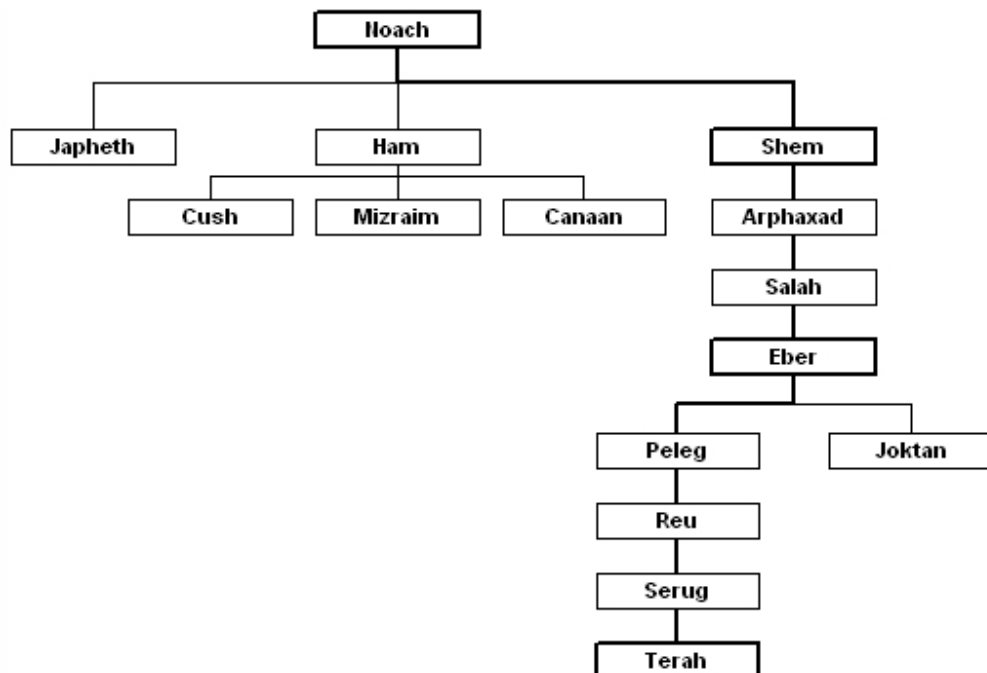 Noach
Japheth
Ham
Shem
Cush
Mizraim
Canaan
Arphaxad
Salah
Eber
Peleg
Joktan
Reu
Serug
Terah